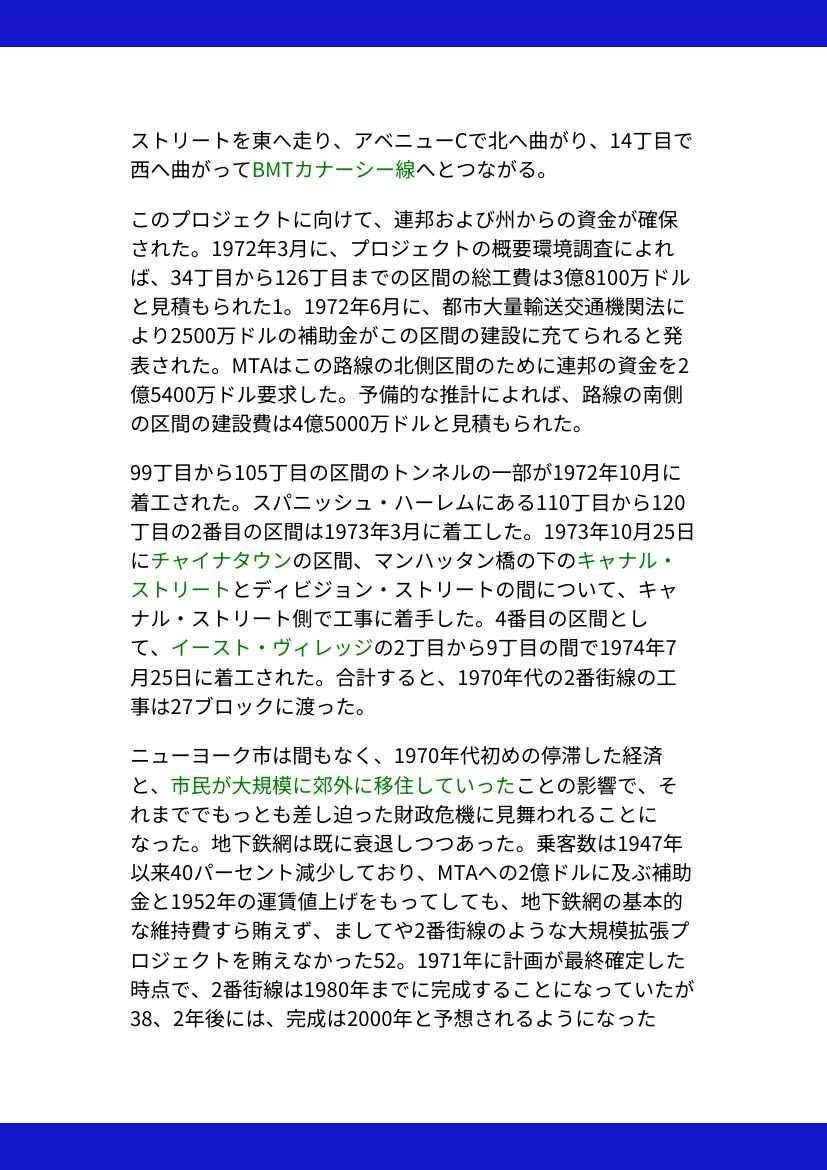 ストリートを東へ走り、アベニューCで北へ曲がり、14丁目で
西へ曲がってBMTカナーシー線へとつながる。
このプロジェクトに向けて、連邦および州からの資金が確保
された。1972年3月に、プロジェクトの概要環境調査によれ
ば、34丁目から126丁目までの区間の総工費は3億8100万ドル
と見積もられた1。1972年6月に、都市大量輸送交通機関法に
より2500万ドルの補助金がこの区間の建設に充てられると発
表された。MTAはこの路線の北側区間のために連邦の資金を2
億5400万ドル要求した。予備的な推計によれば、路線の南側
の区間の建設費は4億5000万ドルと見積もられた。
99丁目から105丁目の区間のトンネルの一部が1972年10月に
着工された。スパニッシュ・ハーレムにある110丁目から120
丁目の2番目の区間は1973年3月に着工した。1973年10月25日
にチャイナタウンの区間、マンハッタン橋の下のキャナル・
ストリートとディビジョン・ストリートの間について、キャ
ナル・ストリート側で工事に着手した。4番目の区間とし
て、イースト・ヴィレッジの2丁目から9丁目の間で1974年7
月25日に着工された。合計すると、1970年代の2番街線の工
事は27ブロックに渡った。
ニューヨーク市は間もなく、1970年代初めの停滞した経済
と、市民が大規模に郊外に移住していったことの影響で、そ
れまででもっとも差し迫った財政危機に見舞われることに
なった。地下鉄網は既に衰退しつつあった。乗客数は1947年
以来40パーセント減少しており、MTAへの2億ドルに及ぶ補助
金と1952年の運賃値上げをもってしても、地下鉄網の基本的
な維持費すら賄えず、ましてや2番街線のような大規模拡張プ
ロジェクトを賄えなかった52。1971年に計画が最終確定した
時点で、2番街線は1980年までに完成することになっていたが
38、2年後には、完成は2000年と予想されるようになった